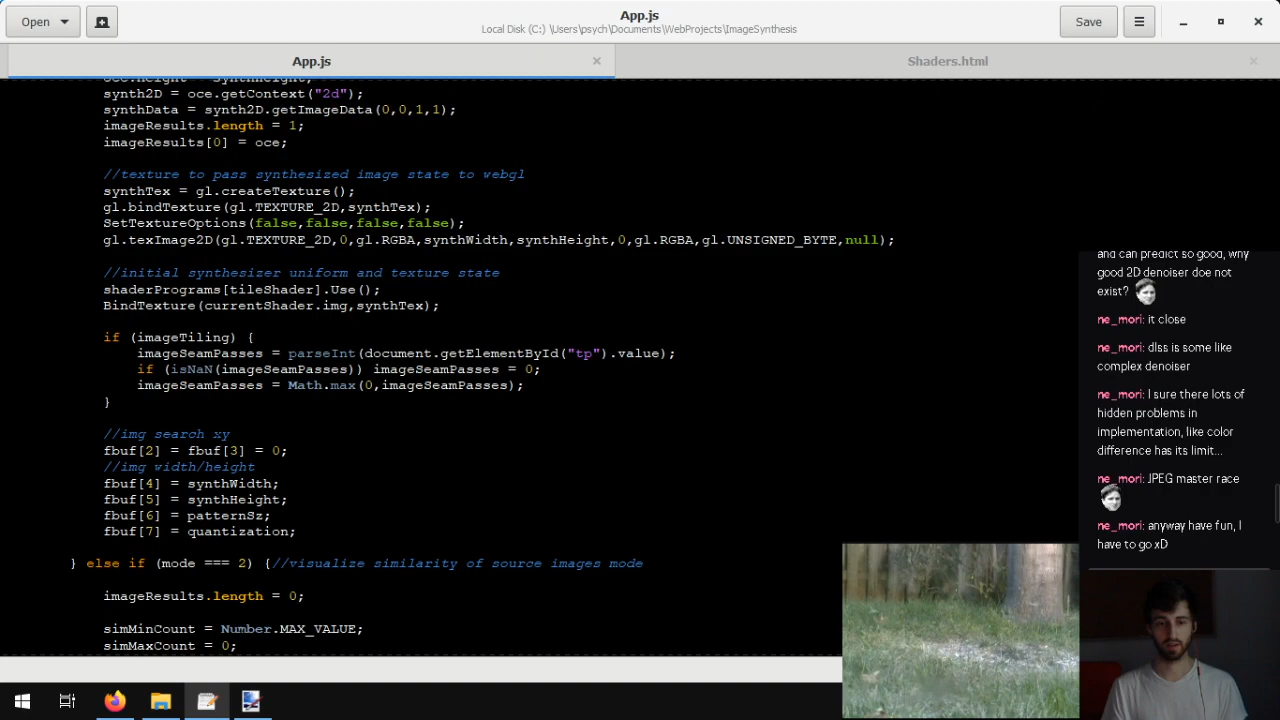 Open
App.js
Local Disk (C:) \Users\psych\Documents\WebProjects\ImageSynthesis
Save
App.js
Shaders.html
oce.height = synthHeight;
synth2D = oce.getContext("2d");
synthData = synth2D.getImageData(0,0,1,1);
imageResults.length = 1;
imageResults[0] = oce;
//texture to pass synthesized image state to webgl
synthTex = gl.createTexture();
gl.bindTexture(gl.TEXTURE_2D,synthTex);
SetTextureOptions(false,false,false,false);
gl.texImage2D(gl.TEXTURE_2D,0,gl.RGBA,synthWidth,synthHeight,0,gl.RGBA,gl.UNSIGNED_BYTE,null);
//initial synthesizer uniform and texture state
shaderPrograms[tileShader].Use();
BindTexture(currentShader.img,synthTex);
if (imageTiling) {
imageSeamPasses = parseInt(document.getElementById("tp").value);
if (isNaN(imageSeamPasses)) imageSeamPasses = 0;
imageSeamPasses = Math.max(0,imageSeamPasses);
}
//img search xy
fbuf[2] = fbuf[3] = 0;
//img width/height
fbuf[4] = synthWidth;
fbuf[5] = synthHeight;
fbuf[6] = patternSz;
fbuf[7] = quantization;
} else if (mode === 2) {//visualize similarity of source images mode
imageResults.length = 0;
simMinCount = Number.MAX_VALUE;
simMaxCount = 0;
and can predict so good, why
good 2D denoiser doe not
exist?
ne_mori: it close
ne_mori: dlss is some like
complex denoiser
ne_mori: I sure there lots of
hidden problems in
implementation, like color
difference has its limit...
ne_mori: JPEG master race
ne_mori: anyway have fun, I
have to go xD